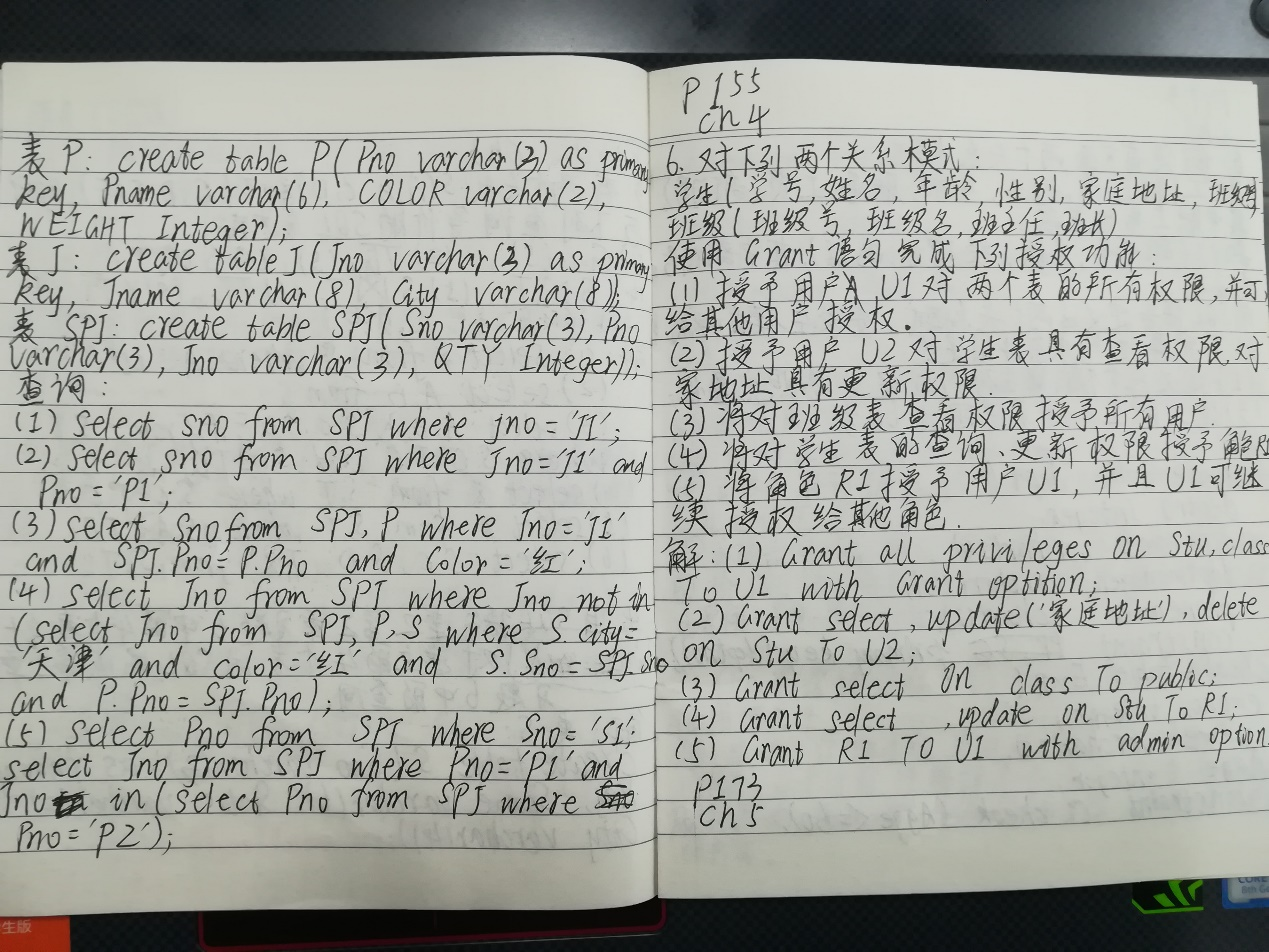 表 P: create table P( Pno varchar(3) as primary
key, Pname varchar(6), COLOR varchar(2),
WEIGHT Integer);
表 J: create table J (Jno varchar(3) as primary
key, Jname varchar(8), City varchar(8));
表 SPJ: create table SPJ( Sno varchar(3), Pno
varchar(3), Jno varchar(3), QTY Integer));
查询:
(1) select sno from SPJ where jno='J1';
(2) select sno from SPJ where Jno='J1' and
Pno='P1';
(3) select Sno from SPJ, P where Jno='J1'
and SPJ.Pno=P.Pno and Color='红';
(4) select Jno from SPJ where Jno not in
(select Jno from SPJ, P, S where S.city=
'天津' and color='红' and S.Sno=SPJ.Sno
and P.Pno=SPJ.Pno);
(5) select Pno from SPJ where Sno='S1;
select Jno from SPJ where Pno='P1' and
Jno in (select Pno from SPJ where
Pno='P2');
P155
Ch4
6. 对下列两个关系模式:
学生( 学号,姓名,年龄,性别,家庭地址,班级
班级( 班级号,班级名,班主任,班长)
使用 Grant 语句完成下列授权功能:
(1) 授予用户 U1对两个表的所有权限,并可
给其他用户授权.
(2) 授予用户 U2对学生表具有查看权限,对
家地址具有更新权限.
(3) 将对班级表查看权限授予所有用户.
(4) 将对学生表的查询、更新权限授予角色R1
(5) 将角色R1授予用户U1,并且U1可继
续授权给其他角色.
解:(1) Grant all privileges on Stu, class
To U1 with Grant optition;
(2) Grant select, update('家庭地址'), delete
on Stu To U2;
(3) Grant select On class To public;
(4) Grant select ,update on Stu To R1;
(5) Grant R1 TO U1 with admin option
P173
Ch5
生版
CORE
8th Ge